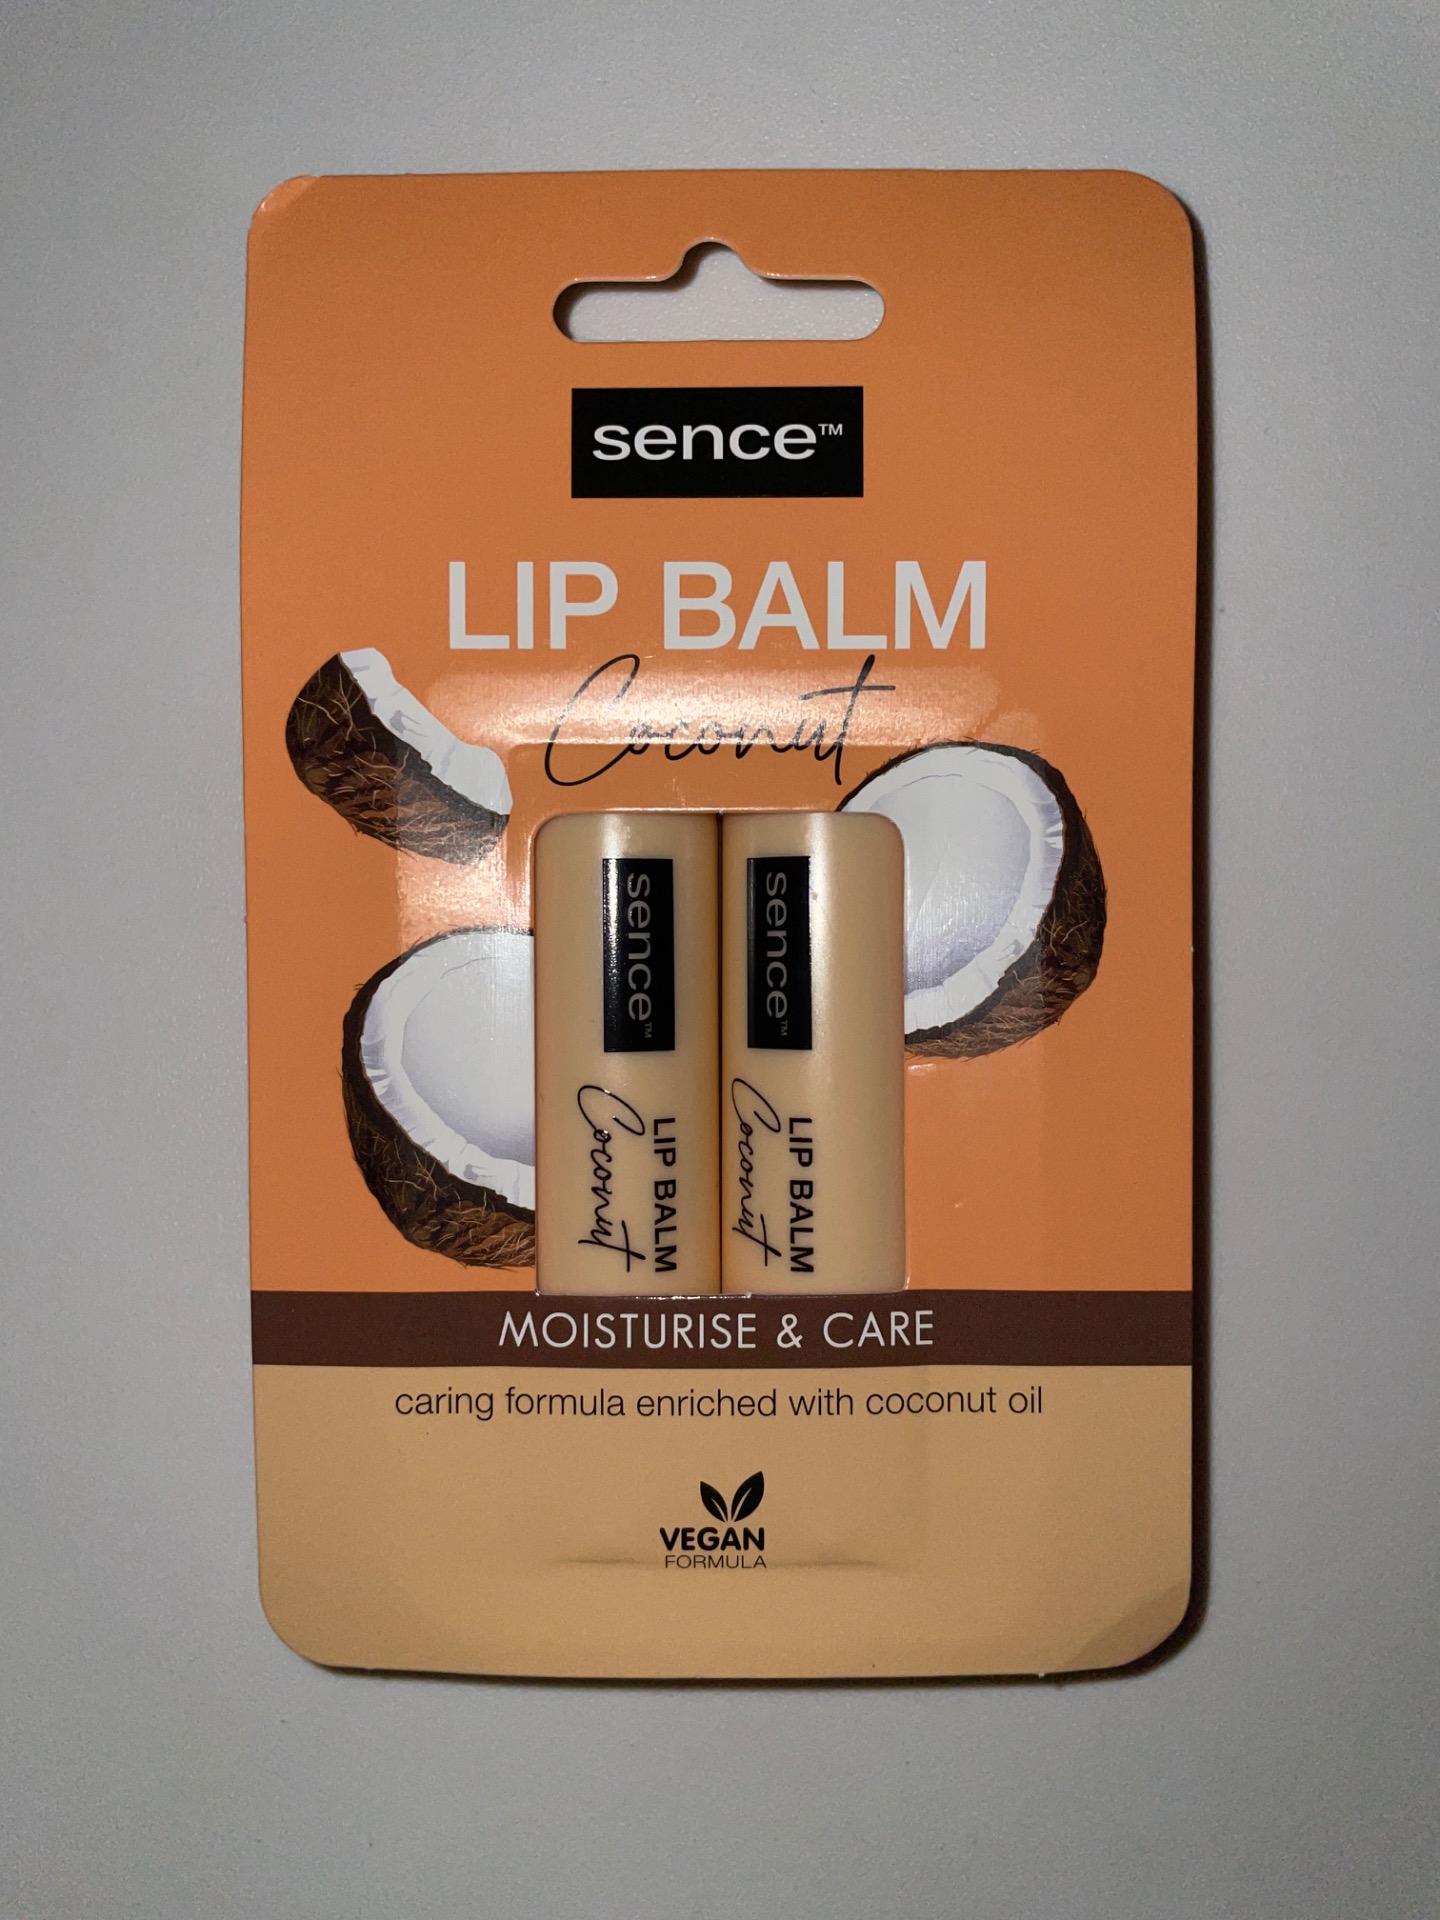 sence™
LIP BALM
Coconut
sence™
LIP BALM
Coconut
sence™
LIP BALM
Coconut
MOISTURISE & CARE
caring formula enriched with coconut oil
VEGAN
FORMULA